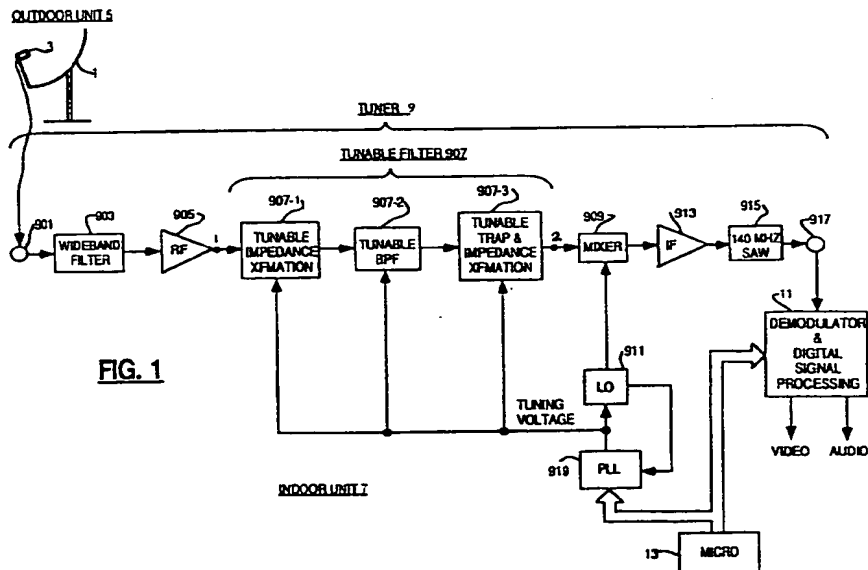 OUTDOOR UNIT 5
3
1
TUNER 9
TUNABLE FILTER 907
901
903
WIDEBAND
FILTER
905
RF
1
907-1
TUNABLE
IMPEDANCE
XFMATION
907-2
TUNABLE
BPF
907-3
TUNABLE
TRAP &
IMPEDANCE
XFMATION
2
909
MIXER
913
IF
915
140 MHZ
SAW
917
11
DEMODULATOR
&
DIGITAL
SIGNAL
PROCESSING
VIDEO
AUDIO
911
LO
TUNING
VOLTAGE
919
PLL
FIG. 1
INDOOR UNIT 7
13
MICRO